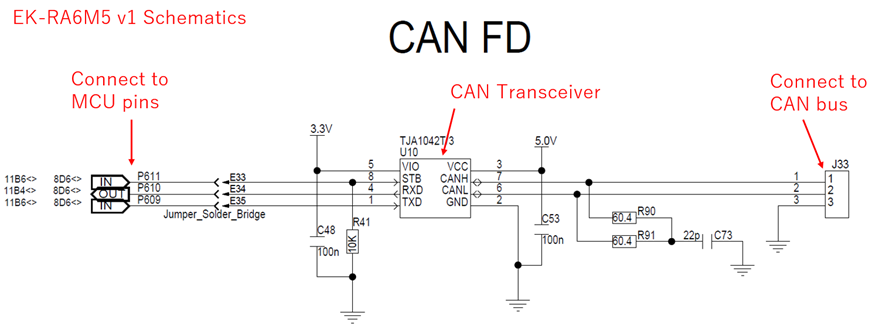 EK-RA6M5 v1 Schematics
CAN FD
Connect to
MCU pins
CAN Transceiver
Connect to
CAN bus
3.3V
TJA1042T/3
U10
5.0V
J33
11B6<> 8D6<> IN P611 E33
11B4<> 8D6<> OUT P610 E34
11B6<> 8D6<> IN P609 E35
Jumper_Solder_Bridge
5 VIO VCC 3
8 STB CANH 7
4 RXD CANL 6
1 TXD GND 2
1 1
2 2
3 3
R41
10K
C48
100n
C53
100n
R90
60.4
R91
60.4
22p C73